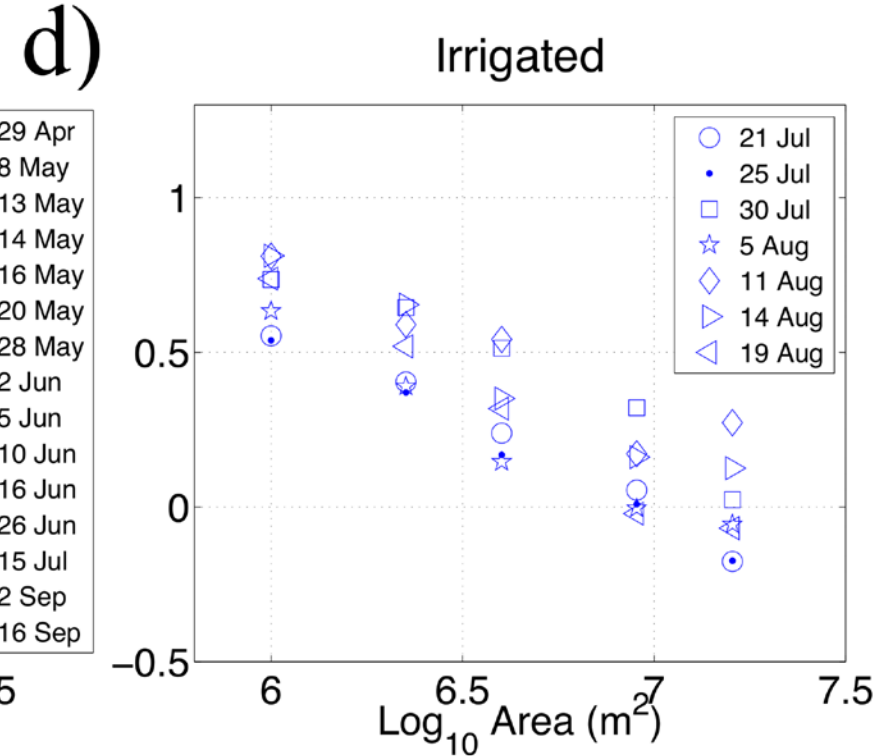 d)
Irrigated
29 Apr
8 May
13 May
14 May
16 May
20 May
28 May
2 Jun
5 Jun
10 Jun
16 Jun
26 Jun
15 Jul
2 Sep
16 Sep
5
21 Jul
25 Jul
30 Jul
5 Aug
11 Aug
14 Aug
19 Aug
1
0.5
0
−0.5
6 6.5 7 7.5
Log₁₀ Area (m²)